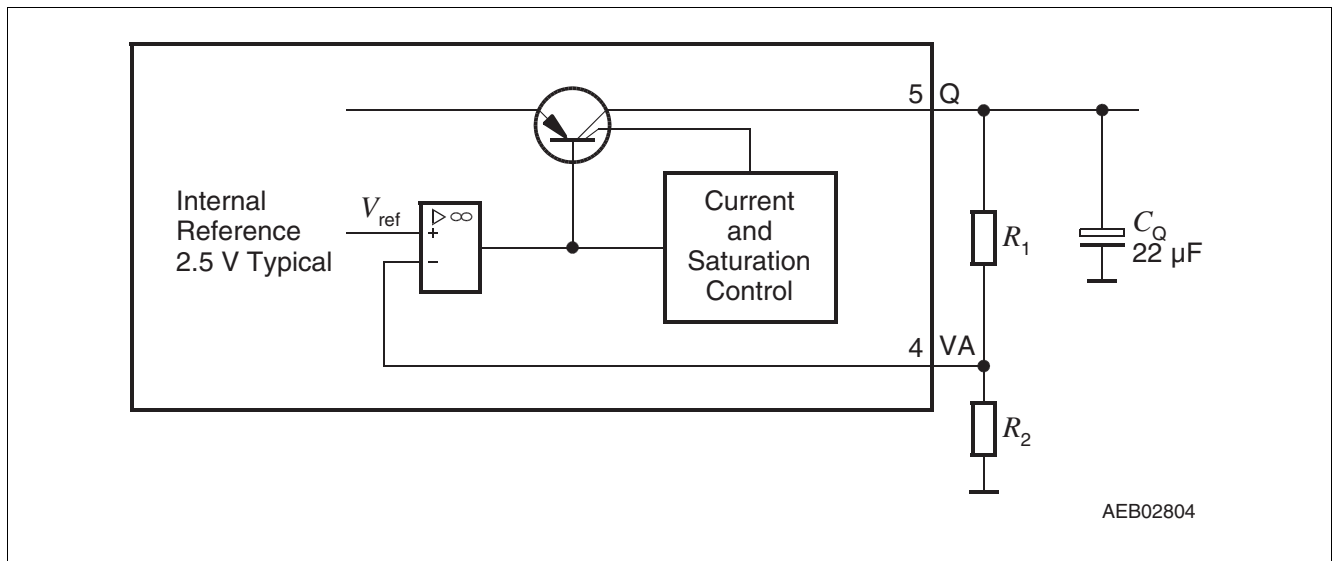 5 Q
Internal
Reference
2.5 V Typical
V_ref
▷ ∞
+
−
Current
and
Saturation
Control
R_1
C_Q
22 µF
4 VA
R_2
AEB02804